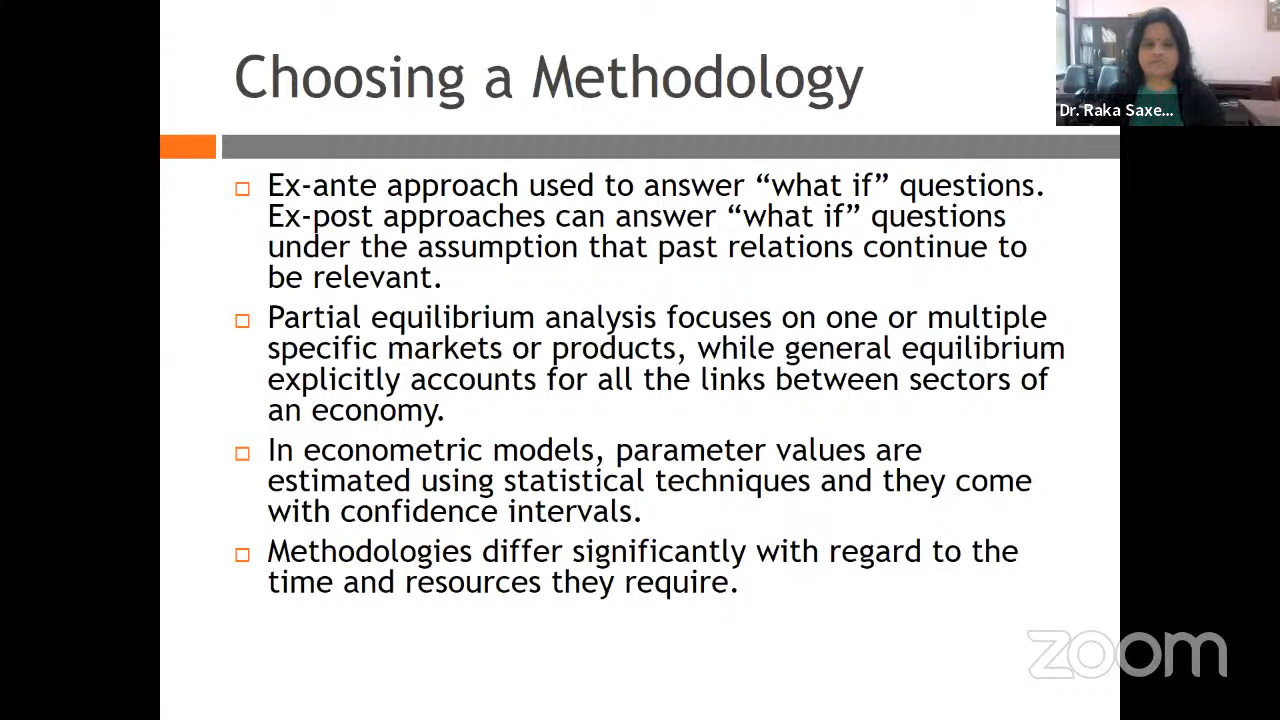 Choosing a Methodology
Dr. Raka Saxe...
Ex-ante approach used to answer “what if” questions.
Ex-post approaches can answer “what if” questions
under the assumption that past relations continue to
be relevant.
Partial equilibrium analysis focuses on one or multiple
specific markets or products, while general equilibrium
explicitly accounts for all the links between sectors of
an economy.
In econometric models, parameter values are
estimated using statistical techniques and they come
with confidence intervals.
Methodologies differ significantly with regard to the
time and resources they require.
zoom